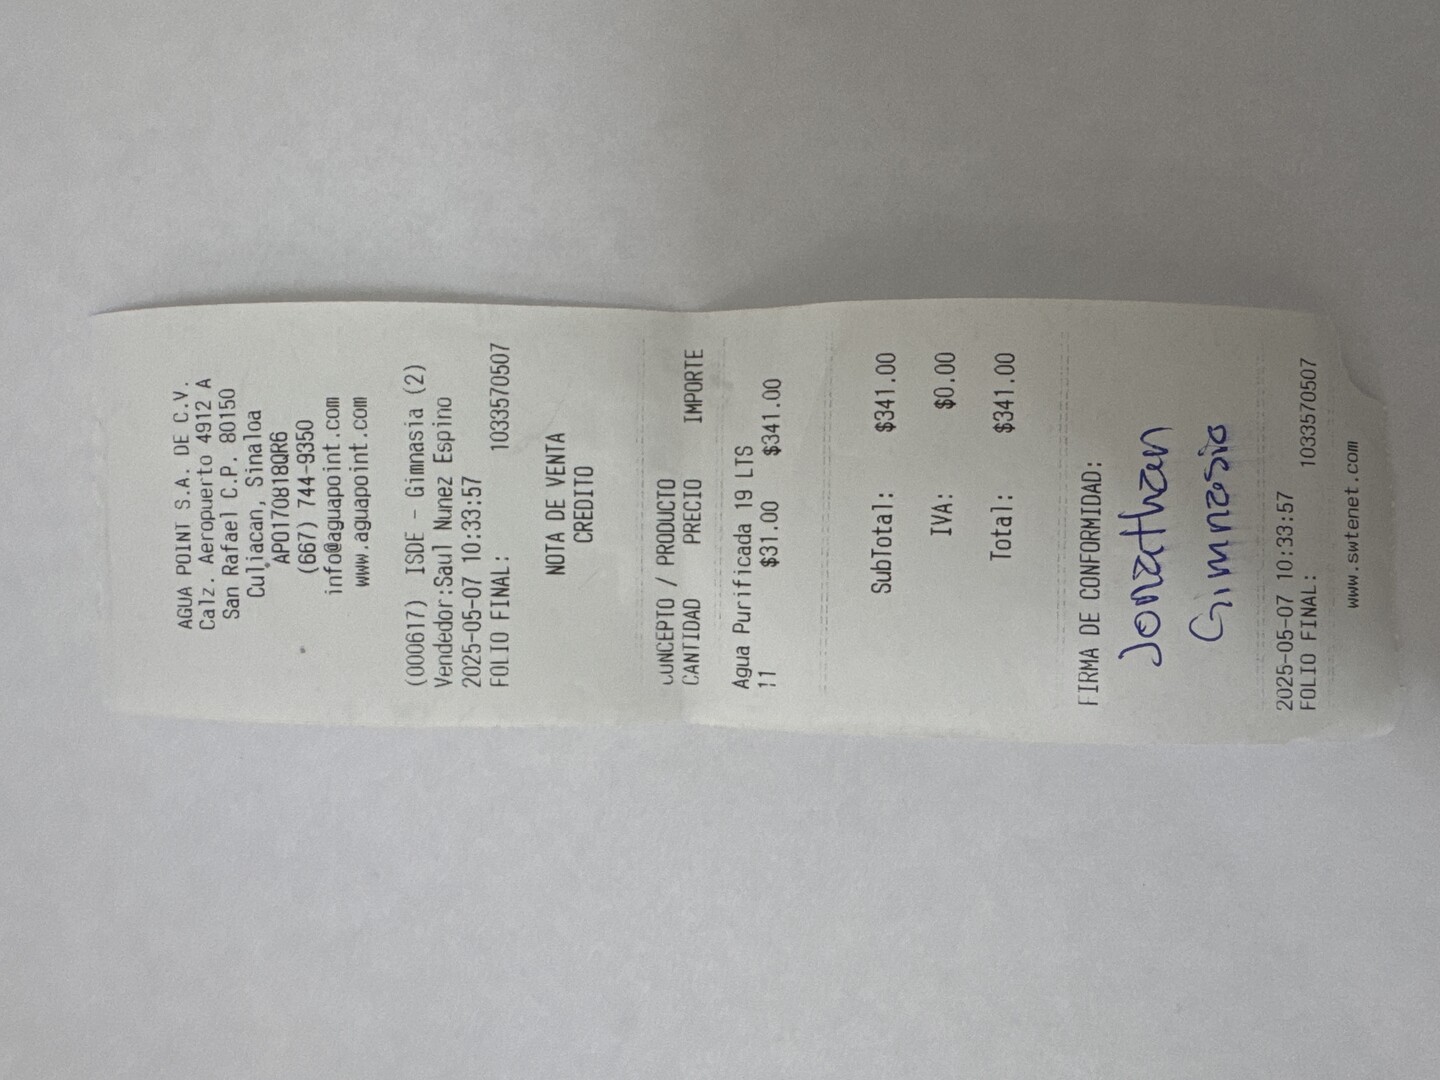 AGUA POINT S.A. DE C.V.
Calz. Aeropuerto 4912 A
San Rafael C.P. 80150
Culiacan, Sinaloa
APO170818QR6
(667) 744-9350
info@aguapoint.com
www.aguapoint.com
(000617) ISDE - Gimnasia (2)
Vendedor:Saul Nunez Espino
2025-05-07 10:33:57
FOLIO FINAL: 1033570507
NOTA DE VENTA
CREDITO
CONCEPTO / PRODUCTO
CANTIDAD PRECIO IMPORTE
Agua Purificada 19 LTS
11 $31.00 $341.00
SubTotal: $341.00
IVA: $0.00
Total: $341.00
FIRMA DE CONFORMIDAD:
Jonathan
Gimnasio
2025-05-07 10:33:57
FOLIO FINAL: 1033570507
www.swtenet.com